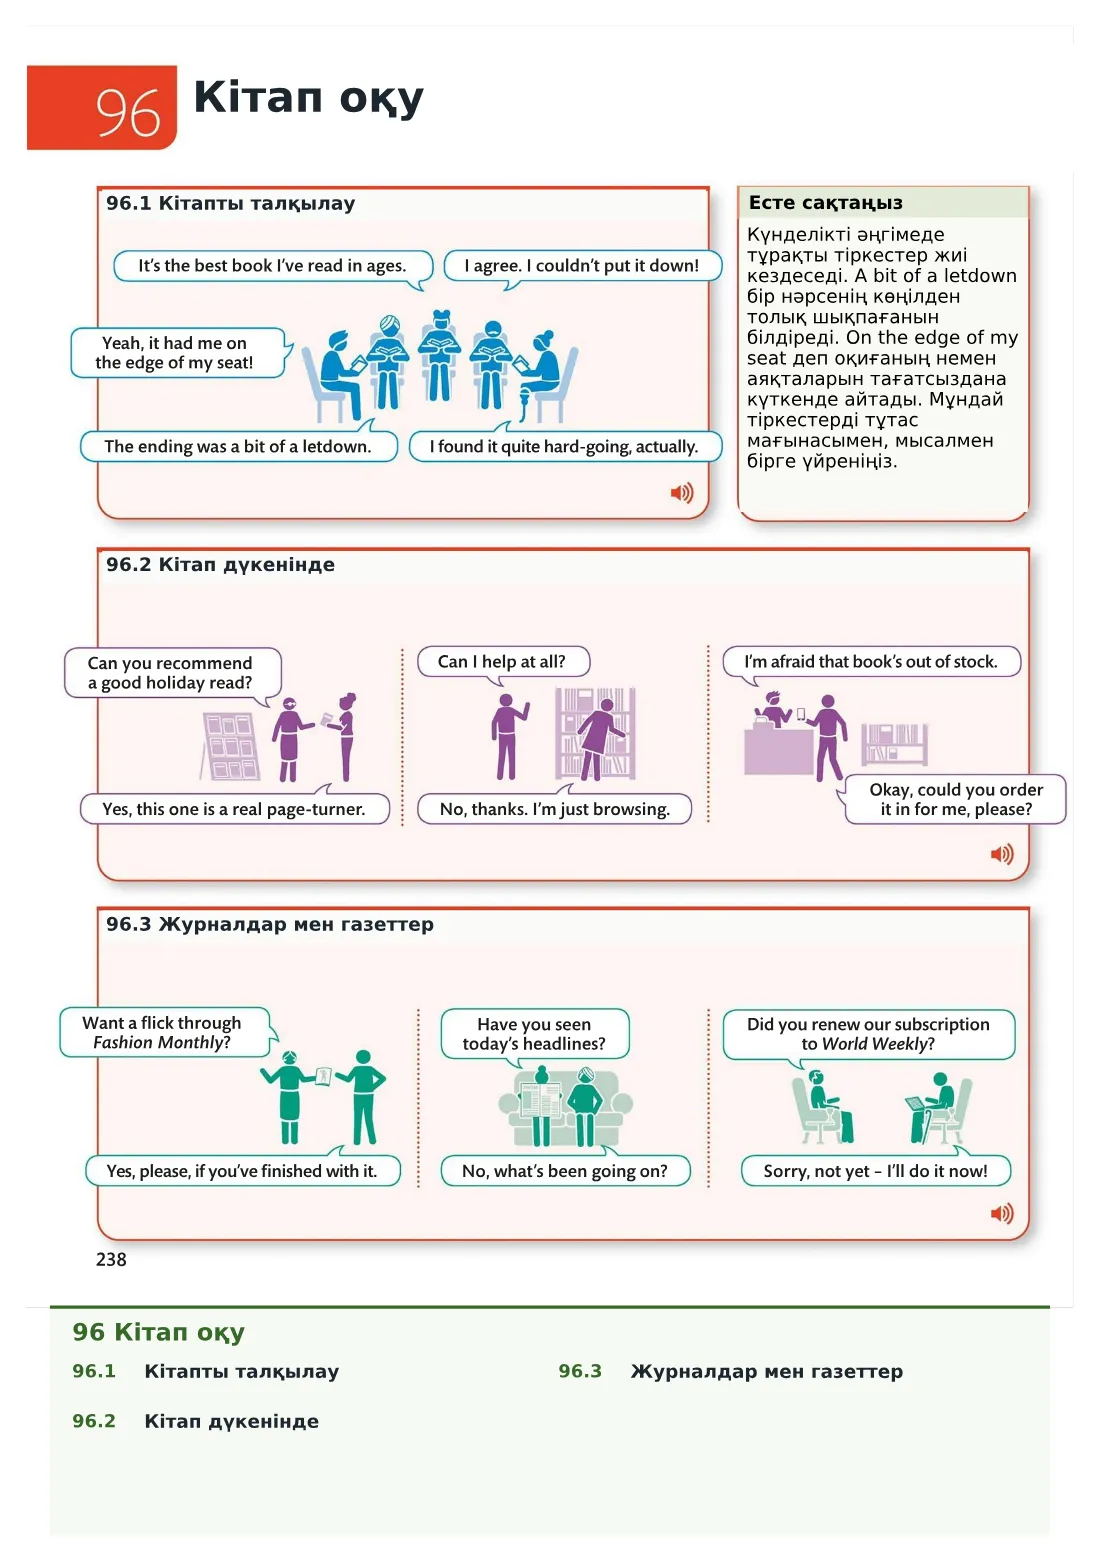 96
Кітап оқу
96.1 Кітапты талқылау
It's the best book I've read in ages.
I agree. I couldn't put it down!
Yeah, it had me on
the edge of my seat!
The ending was a bit of a letdown.
I found it quite hard-going, actually.
Есте сақтаңыз
Күнделікті әңгімеде
тұрақты тіркестер жиі
кездеседі. A bit of a letdown
бір нәрсенің көңілден
толық шықпағанын
білдіреді. On the edge of my
seat деп оқиғаның немен
аяқталарын тағатсыздана
күткенде айтады. Мұндай
тіркестерді тұтас
мағынасымен, мысалмен
бірге үйреніңіз.
96.2 Кітап дүкенінде
Can you recommend
a good holiday read?
Yes, this one is a real page-turner.
Can I help at all?
No, thanks. I'm just browsing.
I'm afraid that book's out of stock.
Okay, could you order
it in for me, please?
96.3 Журналдар мен газеттер
Want a flick through
Fashion Monthly?
Yes, please, if you've finished with it.
Have you seen
today's headlines?
No, what's been going on?
Did you renew our subscription
to World Weekly?
Sorry, not yet – I'll do it now!
238
96 Кітап оқу
96.1 Кітапты талқылау
96.2 Кітап дүкенінде
96.3 Журналдар мен газеттер